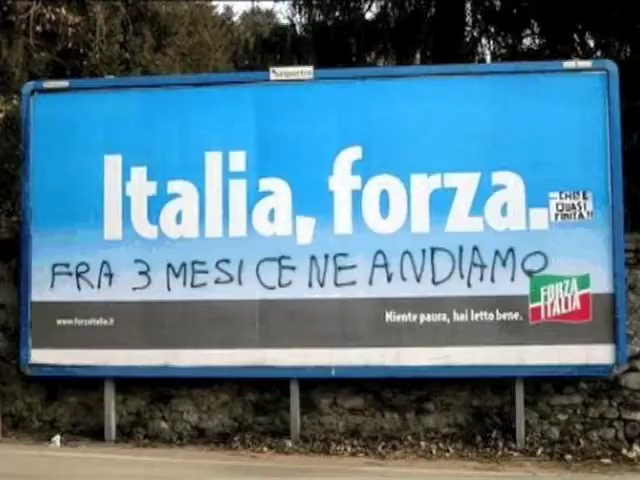 Italia, forza.
...CHE È
QUASI
FINITA!!
FRA 3 MESI CE NE ANDIAMO
FORZA
ITALIA
www.forzaitalia.it
Niente paura, hai letto bene.